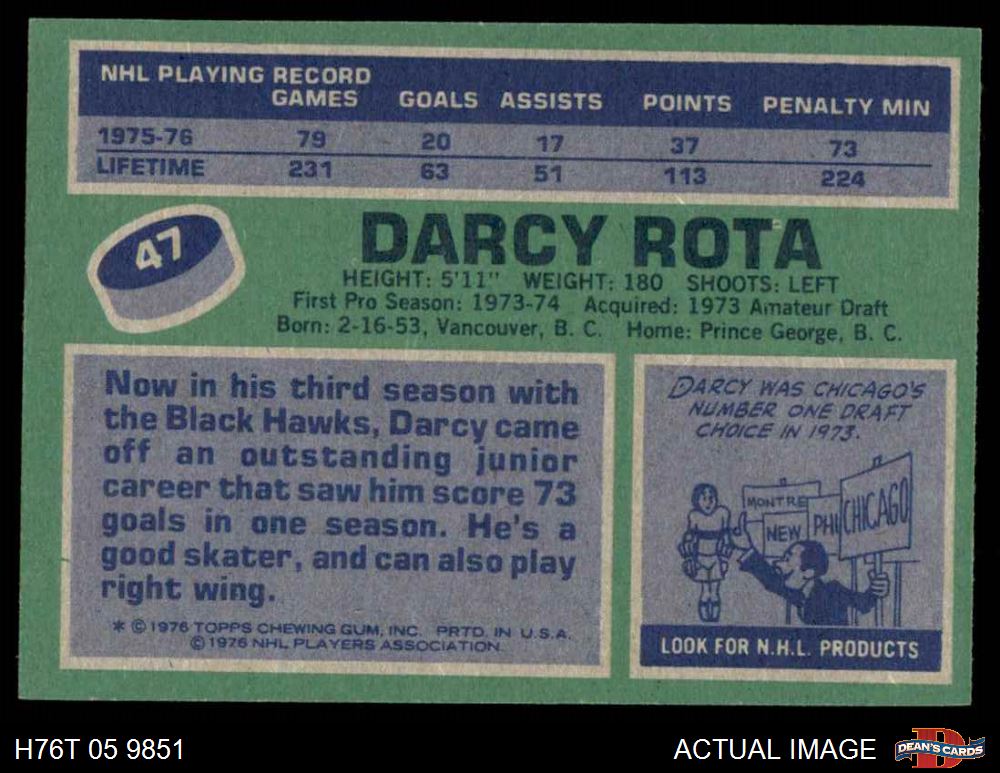 NHL PLAYING RECORD
GAMES GOALS ASSISTS POINTS PENALTY MIN
1975-76 79 20 17 37 73
LIFETIME 231 63 51 113 224
47
DARCY ROTA
HEIGHT: 5'11" WEIGHT: 180 SHOOTS: LEFT
First Pro Season: 1973-74 Acquired: 1973 Amateur Draft
Born: 2-16-53, Vancouver, B. C. Home: Prince George, B. C.
Now in his third season with
the Black Hawks, Darcy came
off an outstanding junior
career that saw him score 73
goals in one season. He's a
good skater, and can also play
right wing.
* © 1976 TOPPS CHEWING GUM, INC. PRTD. IN U.S.A.
© 1976 NHL PLAYERS ASSOCIATION.
DARCY WAS CHICAGO'S
NUMBER ONE DRAFT
CHOICE IN 1973.
MONTRE
NEW
PHI
CHICAGO
LOOK FOR N.H.L. PRODUCTS
H76T 05 9851
ACTUAL IMAGE
D
DEAN'S CARDS